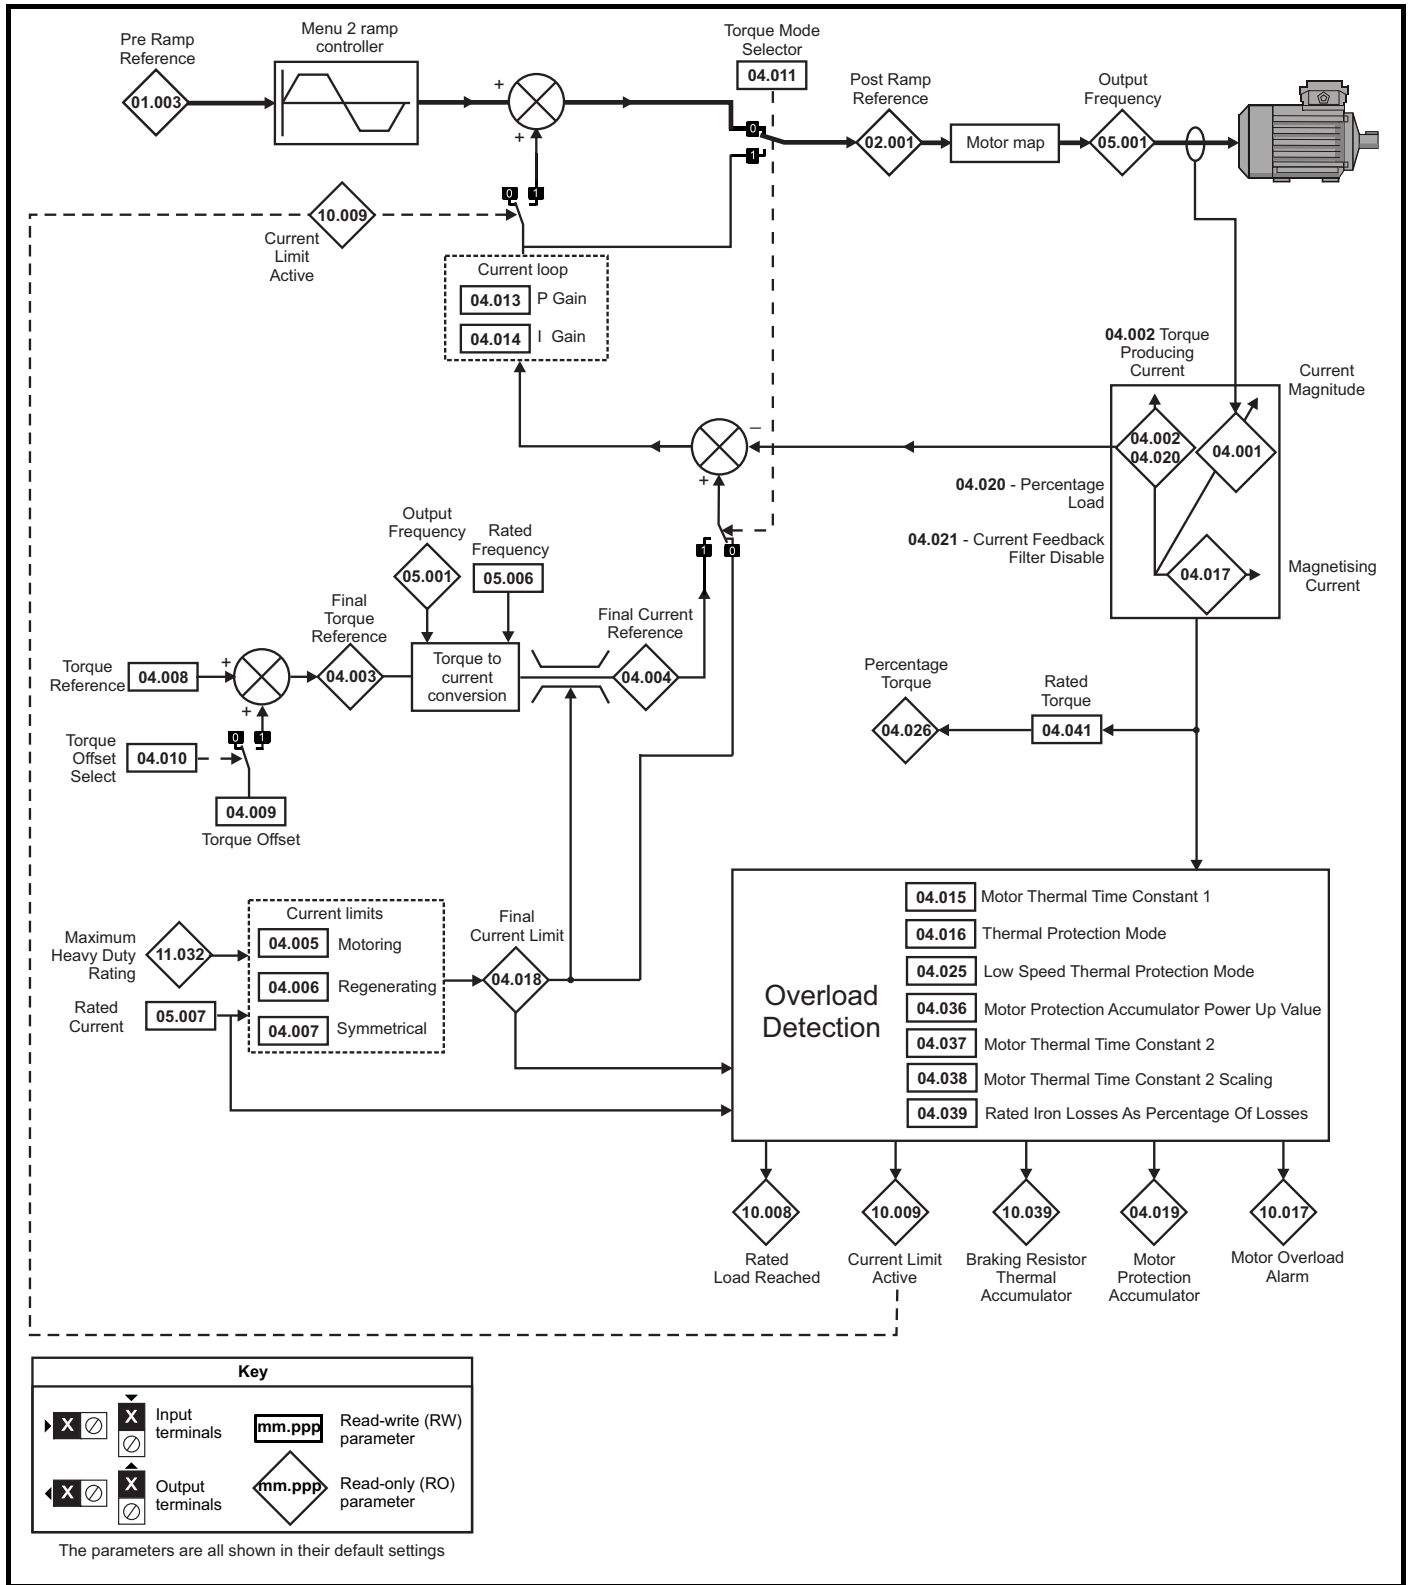 Pre Ramp
Reference
01.003
Menu 2 ramp
controller
+
+
Torque Mode
Selector
04.011
0
1
Post Ramp
Reference
02.001
Motor map
Output
Frequency
05.001
0 1
10.009
Current
Limit
Active
Current loop
04.013 P Gain
04.014 I Gain
04.002 Torque
Producing
Current
Current
Magnitude
04.002
04.020
04.001
04.017
Magnetising
Current
04.020 - Percentage
Load
04.021 - Current Feedback
Filter Disable
–
+
1 0
Output
Frequency
05.001
Rated
Frequency
05.006
Final
Torque
Reference
04.003
Torque to
current
conversion
Final Current
Reference
04.004
Torque
Reference
04.008
+
+
0 1
Torque
Offset
Select
04.010
04.009
Torque Offset
Percentage
Torque
04.026
Rated
Torque
04.041
Maximum
Heavy Duty
Rating
11.032
Rated
Current
05.007
Current limits
04.005 Motoring
04.006 Regenerating
04.007 Symmetrical
Final
Current Limit
04.018
Overload
Detection
04.015 Motor Thermal Time Constant 1
04.016 Thermal Protection Mode
04.025 Low Speed Thermal Protection Mode
04.036 Motor Protection Accumulator Power Up Value
04.037 Motor Thermal Time Constant 2
04.038 Motor Thermal Time Constant 2 Scaling
04.039 Rated Iron Losses As Percentage Of Losses
10.008
Rated
Load Reached
10.009
Current Limit
Active
10.039
Braking Resistor
Thermal
Accumulator
04.019
Motor
Protection
Accumulator
10.017
Motor Overload
Alarm
Key
X
X
Input
terminals
mm.ppp
Read-write (RW)
parameter
X
X
Output
terminals
mm.ppp
Read-only (RO)
parameter
The parameters are all shown in their default settings